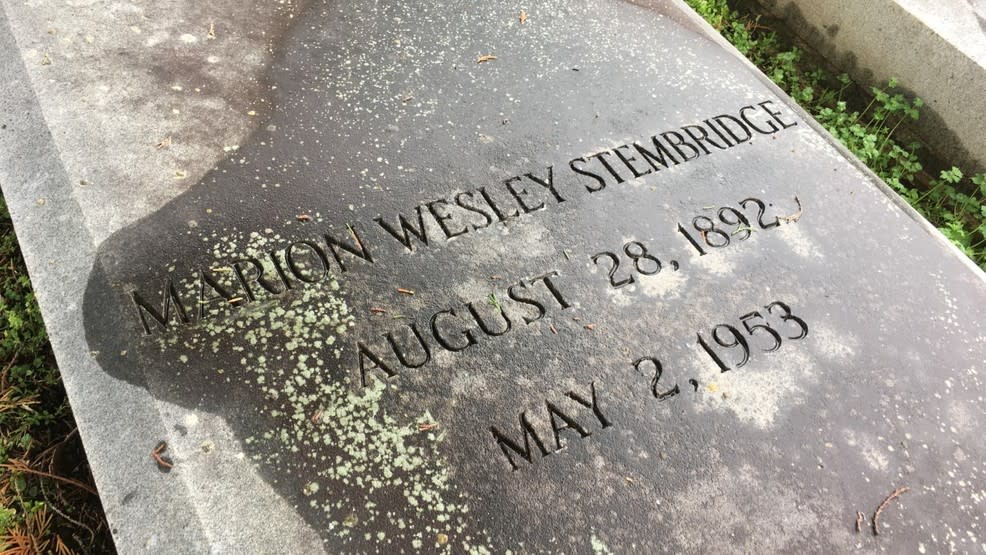 MARION WESLEY STEMBRIDGE
AUGUST 28, 1892
MAY 2, 1953